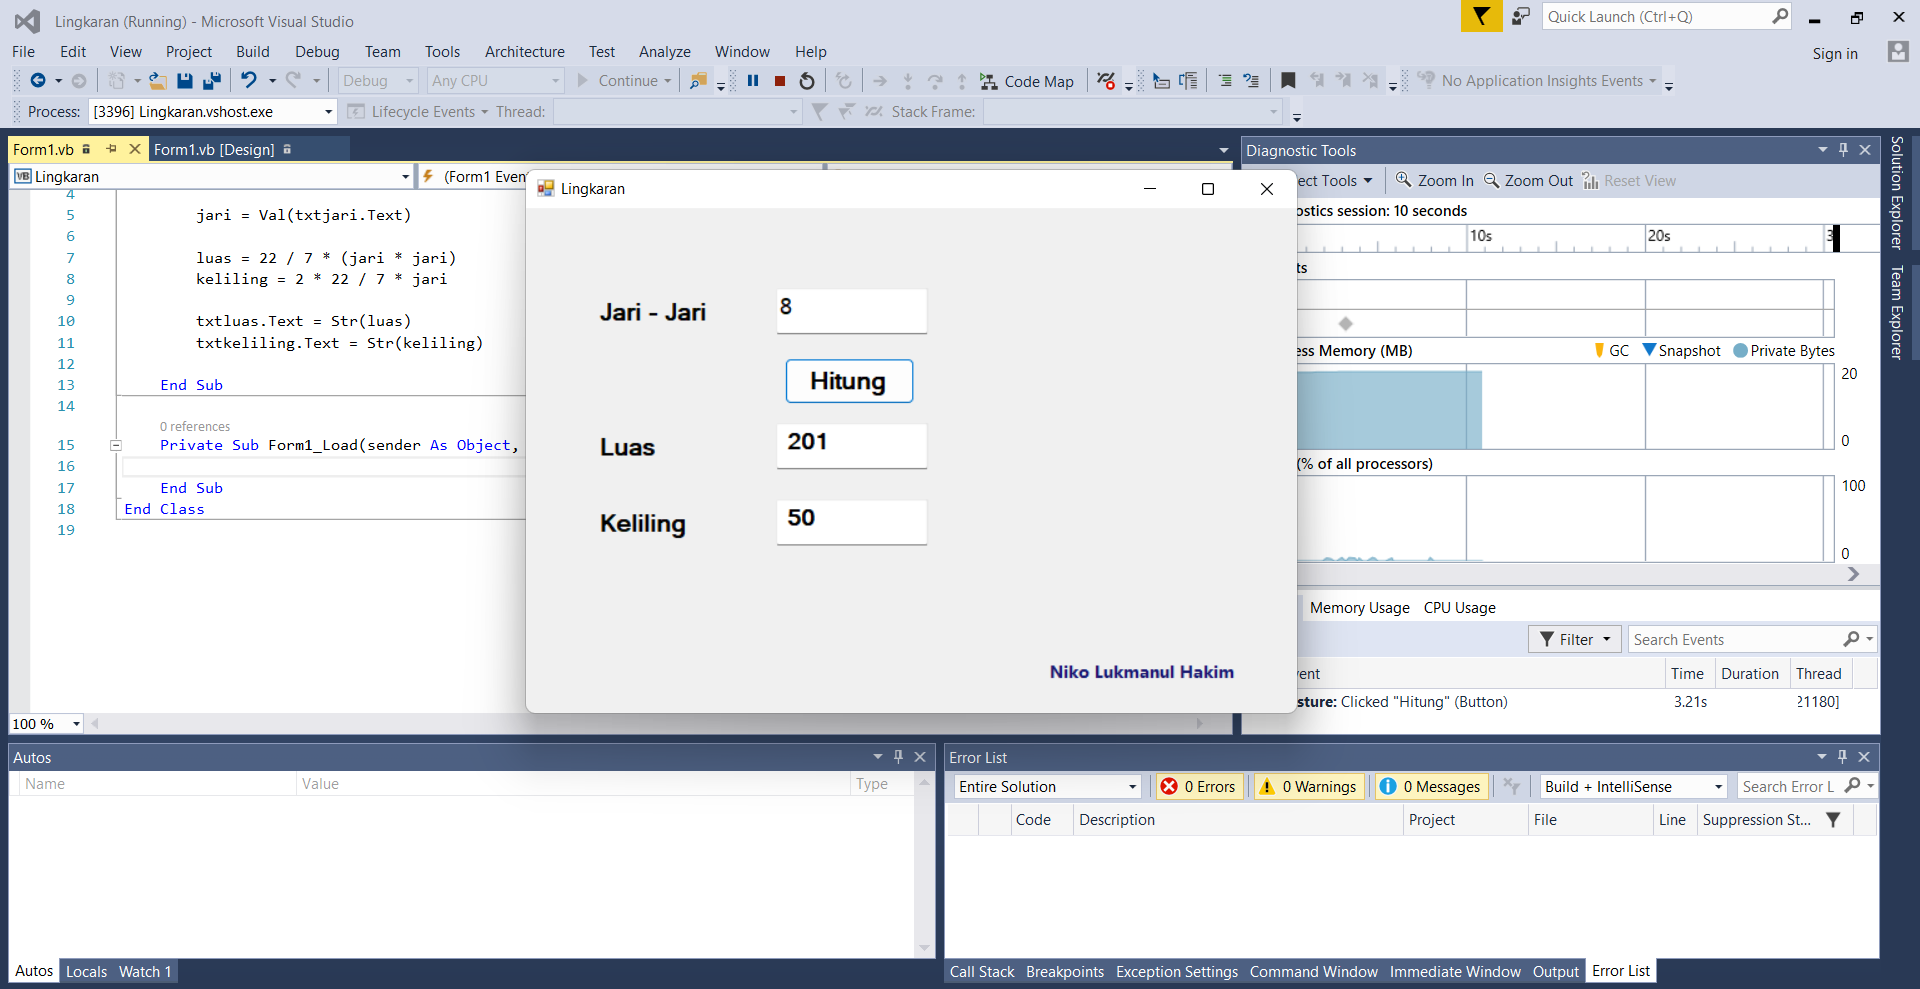 Lingkaran (Running) - Microsoft Visual Studio
Quick Launch (Ctrl+Q)
File Edit View Project Build Debug Team Tools Architecture Test Analyze Window Help
Sign in
Debug Any CPU Continue Code Map No Application Insights Events
Process: [3396] Lingkaran.vshost.exe Lifecycle Events Thread: Stack Frame:
Form1.vb Form1.vb [Design]
VB Lingkaran (Form1 Even
4
5 jari = Val(txtjari.Text)
6
7 luas = 22 / 7 * (jari * jari)
8 keliling = 2 * 22 / 7 * jari
9
10 txtluas.Text = Str(luas)
11 txtkeliling.Text = Str(keliling)
12
13 End Sub
14
0 references
15 Private Sub Form1_Load(sender As Object,
16
17 End Sub
18 End Class
19
100 %
Lingkaran
Jari - Jari 8
Hitung
Luas 201
Keliling 50
Niko Lukmanul Hakim
Diagnostic Tools
ect Tools Zoom In Zoom Out Reset View
ostics session: 10 seconds
10s 20s 3
ts
ess Memory (MB) GC Snapshot Private Bytes
20
0
(% of all processors)
100
0
Memory Usage CPU Usage
Filter Search Events
ent Time Duration Thread
sture: Clicked "Hitung" (Button) 3.21s 21180]
Solution Explorer
Team Explorer
Autos
Name Value Type
Autos Locals Watch 1
Error List
Entire Solution 0 Errors 0 Warnings 0 Messages Build + IntelliSense Search Error L
Code Description Project File Line Suppression St...
Call Stack Breakpoints Exception Settings Command Window Immediate Window Output Error List